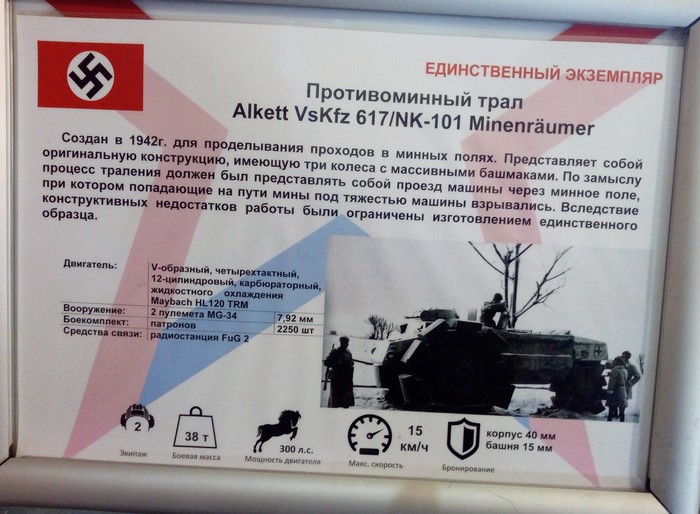 ЕДИНСТВЕННЫЙ ЭКЗЕМПЛЯР
Противоминный трал
Alkett VsKfz 617/NK-101 Minenräumer
Создан в 1942г. для проделывания проходов в минных полях. Представляет собой
оригинальную конструкцию, имеющую три колеса с массивными башмаками. По замыслу
процесс траления должен был представлять собой проезд машины через минное поле,
при котором попадающие на пути мины под тяжестью машины взрывались. Вследствие
конструктивных недостатков работы были ограничены изготовлением единственного
образца.
Двигатель: V-образный, четырехтактный,
12-цилиндровый, карбюраторный,
жидкостного охлаждения
Maybach HL120 TRM
Вооружение: 2 пулемета MG-34 7,92 мм
Боекомплект: патронов 2250 шт
Средства связи: радиостанция FuG 2
2
Экипаж
38 т
Боевая масса
300 л.с.
Мощность двигателя
15
км/ч
Макс. скорость
корпус 40 мм
башня 15 мм
Бронирование